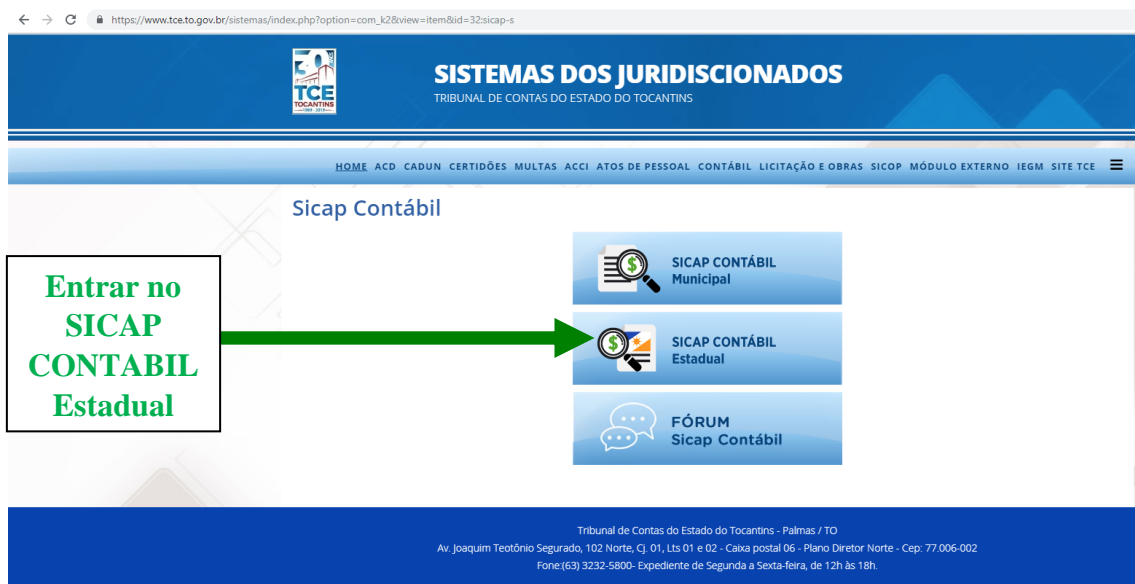 https://www.tce.to.gov.br/sistemas/index.php?option=com_k2&view=item&id=32:sicap-s
30
ANOS
TCE
TOCANTINS
SISTEMAS DOS JURIDISCIONADOS
TRIBUNAL DE CONTAS DO ESTADO DO TOCANTINS
HOME ACD CADUN CERTIDÕES MULTAS ACCI ATOS DE PESSOAL CONTÁBIL LICITAÇÃO E OBRAS SICOP MÓDULO EXTERNO IEGM SITE TCE
Sicap Contábil
SICAP CONTÁBIL
Municipal
Entrar no
SICAP
CONTABIL
Estadual
SICAP CONTÁBIL
Estadual
FÓRUM
Sicap Contábil
Tribunal de Contas do Estado do Tocantins - Palmas / TO
Av. Joaquim Teotônio Segurado, 102 Norte, Cj. 01, Lts 01 e 02 - Caixa postal 06 - Plano Diretor Norte - Cep: 77.006-002
Fone:(63) 3232-5800- Expediente de Segunda a Sexta-feira, de 12h às 18h.